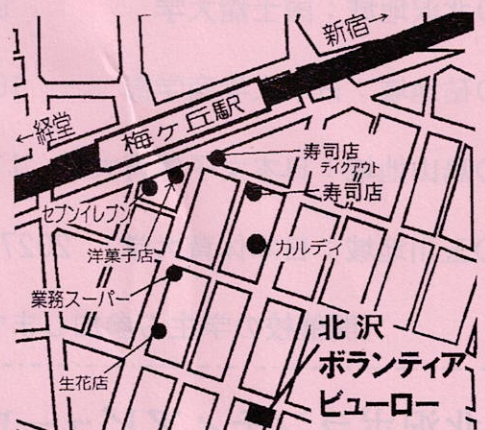 新宿→
←経堂
梅ヶ丘駅
寿司店
テイクアウト
寿司店
セブンイレブン
洋菓子店
カルディ
業務スーパー
生花店
北沢
ボランティア
ビューロー